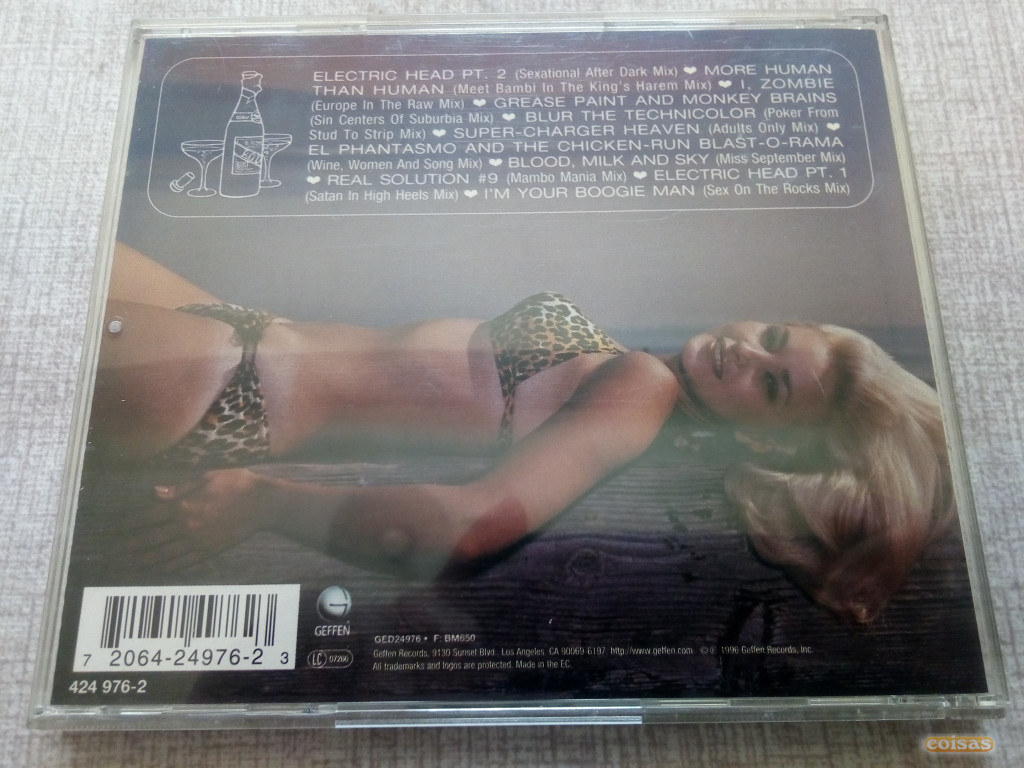 ELECTRIC HEAD PT. 2 (Sexational After Dark Mix) ❤ MORE HUMAN
THAN HUMAN (Meet Bambi In The King's Harem Mix) ❤ I, ZOMBIE
(Europe In The Raw Mix) ❤ GREASE PAINT AND MONKEY BRAINS
(Sin Centers Of Suburbia Mix) ❤ BLUR THE TECHNICOLOR (Poker From
Stud To Strip Mix) ❤ SUPER-CHARGER HEAVEN (Adults Only Mix) ❤
EL PHANTASMO AND THE CHICKEN-RUN BLAST-O-RAMA
(Wine, Women And Song Mix) ❤ BLOOD, MILK AND SKY (Miss September Mix)
❤ REAL SOLUTION #9 (Mambo Mania Mix) ❤ ELECTRIC HEAD PT. 1
(Satan In High Heels Mix) ❤ I'M YOUR BOOGIE MAN (Sex On The Rocks Mix)
7 2064-24976-2 3
424 976-2
GEFFEN
LC 07266
GED24976 • F: BM650
Geffen Records, 9130 Sunset Blvd., Los Angeles, CA 90069-6197. http://www.geffen.com ©℗ 1996 Geffen Records, Inc.
All trademarks and logos are protected. Made in the EC.
coisas